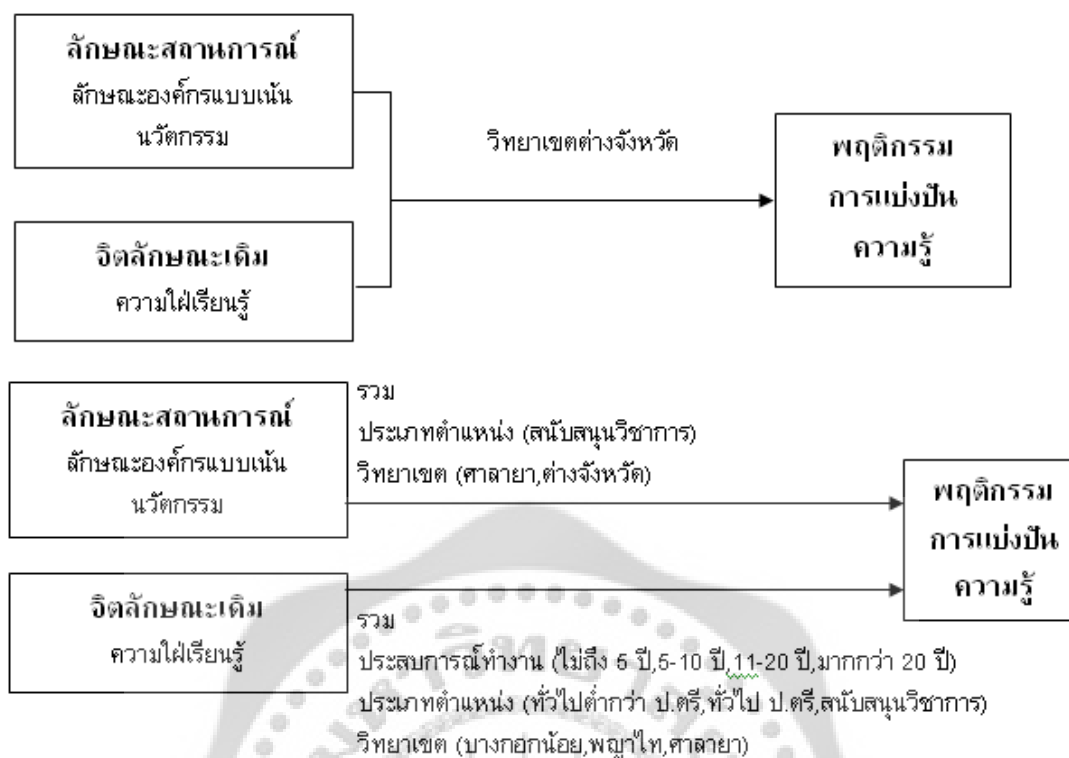 ลักษณะสถานการณ์
ลักษณะองค์กรแบบเน้น
นวัตกรรม
วิทยาเขตต่างจังหวัด
พฤติกรรม
การแบ่งปัน
ความรู้
จิตลักษณะเดิม
ความใฝ่เรียนรู้
ลักษณะสถานการณ์
ลักษณะองค์กรแบบเน้น
นวัตกรรม
รวม
ประเภทตำแหน่ง (สนับสนุนวิชาการ)
วิทยาเขต (ศาลายา,ต่างจังหวัด)
พฤติกรรม
การแบ่งปัน
ความรู้
จิตลักษณะเดิม
ความใฝ่เรียนรู้
รวม
ประสบการณ์ทำงาน (ไม่ถึง 5 ปี,5-10 ปี,11-20 ปี,มากกว่า 20 ปี)
ประเภทตำแหน่ง (ทั่วไปต่ำกว่า ป.ตรี,ทั่วไป ป.ตรี,สนับสนุนวิชาการ)
วิทยาเขต (บางกอกน้อย,พญาไท,ศาลายา)